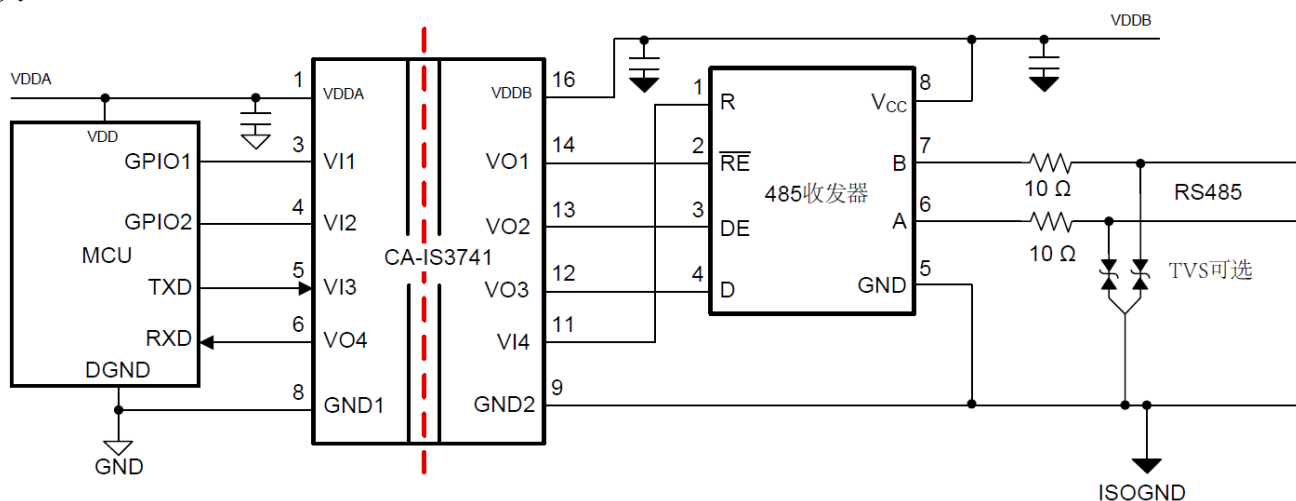 VDDB
VDDA
1
VDDA
VDDB
16
1
R
VCC
8
VDD
GPIO1
3
VI1
VO1
14
2
RE
B
7
10 Ω
RS485
GPIO2
4
VI2
VO2
13
3
DE
485收发器
A
6
10 Ω
MCU
CA-IS3741
TXD
5
VI3
VO3
12
4
D
GND
5
TVS可选
RXD
6
VO4
VI4
11
DGND
8
GND1
GND2
9
GND
ISOGND